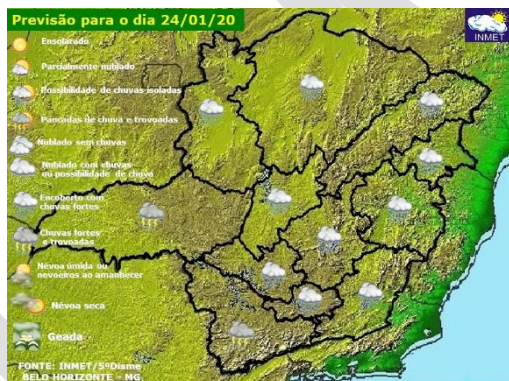 Previsão para o dia 24/01/20
INMET
Ensolarado
Parcialmente nublado
Possibilidade de chuvas isoladas
Pancadas de chuva e trovoadas
Nublado sem chuvas
Nublado com chuvas
ou possibilidade de chuva
Encoberto com
chuvas fortes
Chuvas fortes
e trovoadas
Névoa úmida ou
nevoeiros ao amanhecer
Névoa seca
Geada
FONTE: INMET/5ºDisme
BELO HORIZONTE - MG